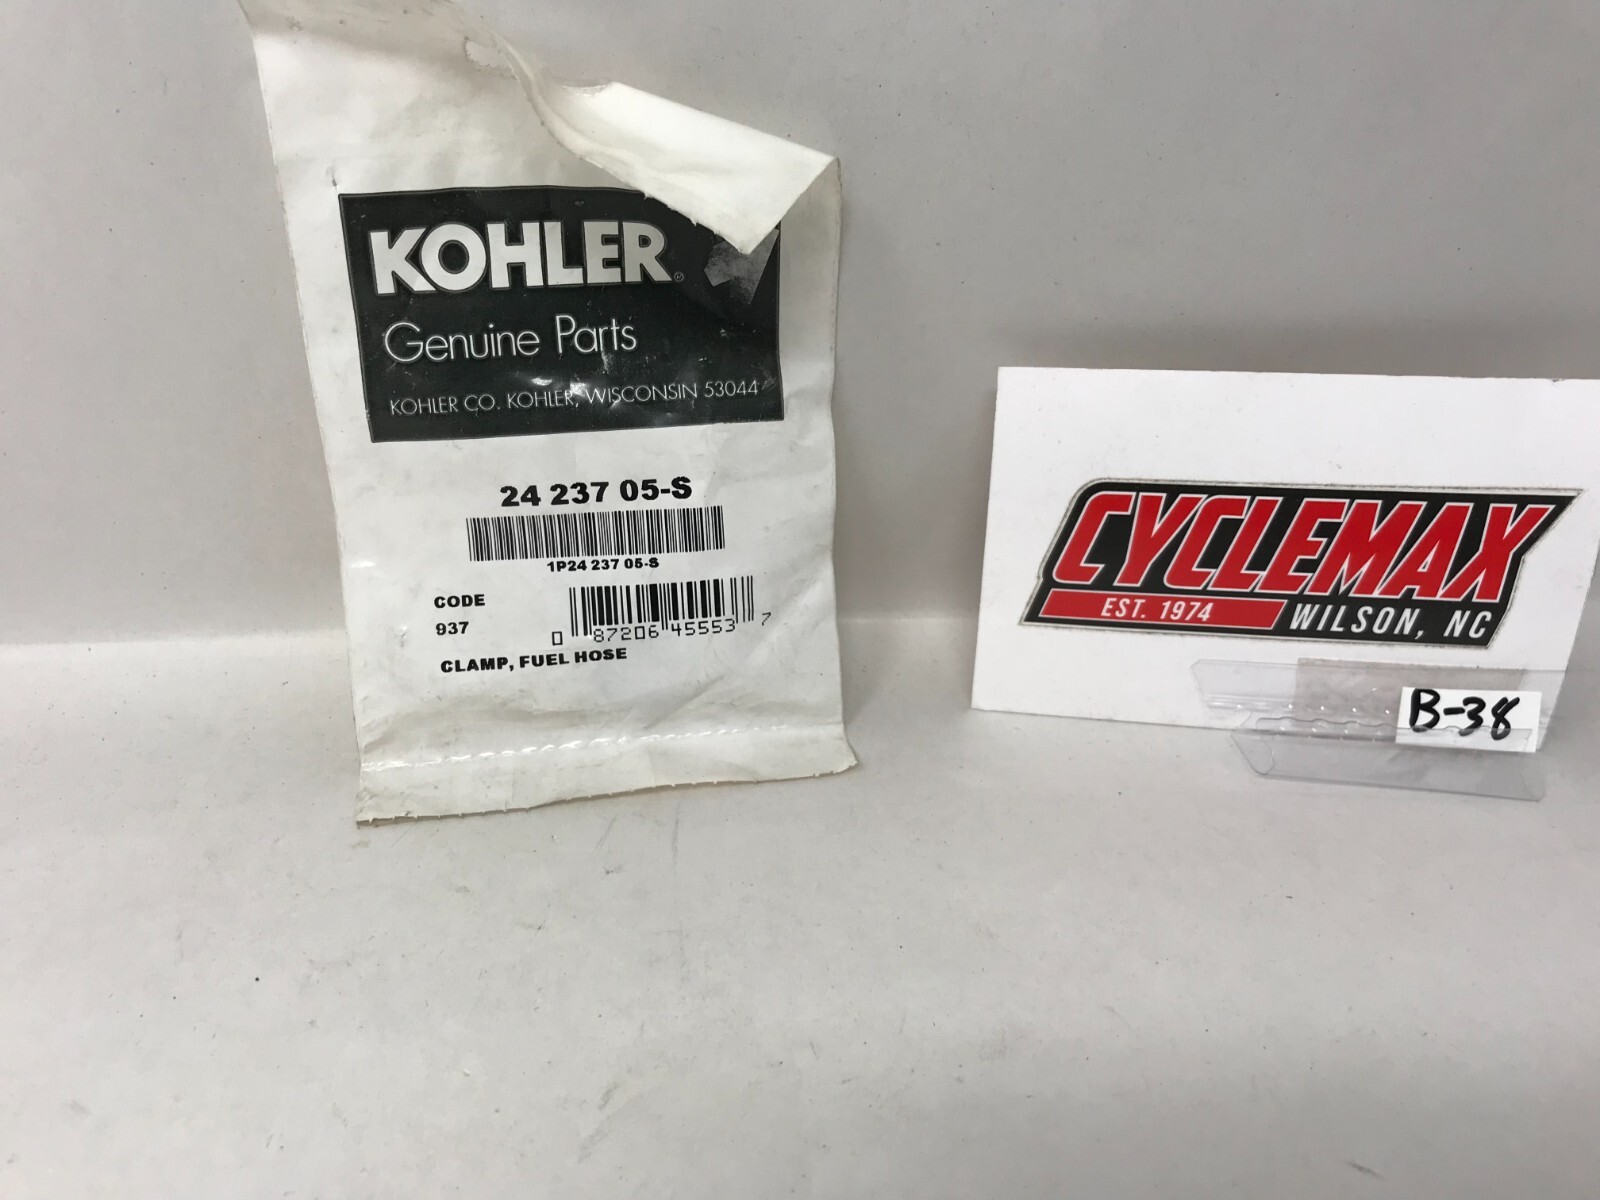 KOHLER®
Genuine Parts
KOHLER CO. KOHLER, WISCONSIN 53044
24 237 05-S
1P24 237 05-S
CODE
937
0 87206 45553 7
CLAMP, FUEL HOSE
CYCLEMAX
EST. 1974 WILSON, NC
B-38